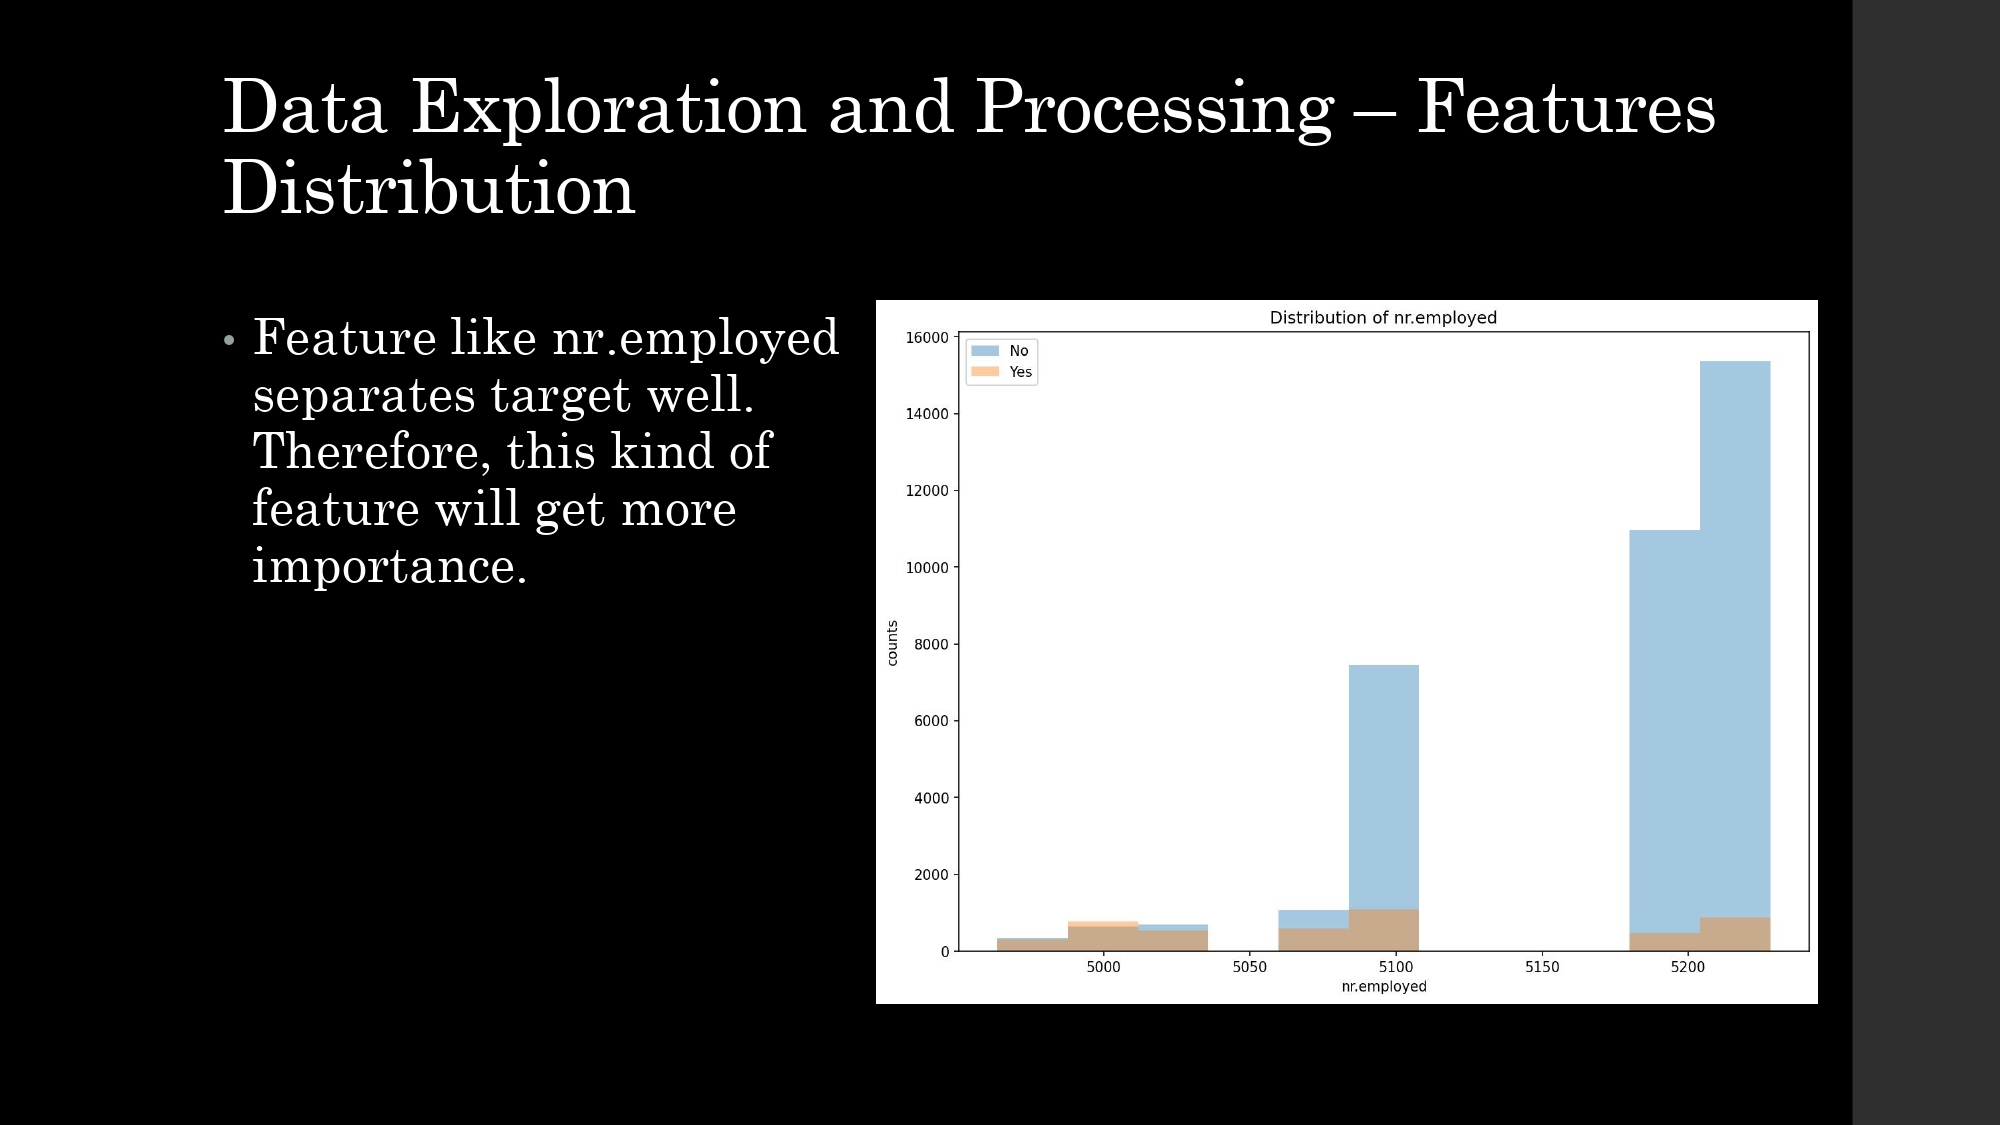 Data Exploration and Processing – Features
Distribution
• Feature like nr.employed
separates target well.
Therefore, this kind of
feature will get more
importance.
Distribution of nr.employed
No
Yes
16000
14000
12000
10000
8000
6000
4000
2000
0
counts
5000
5050
5100
5150
5200
nr.employed